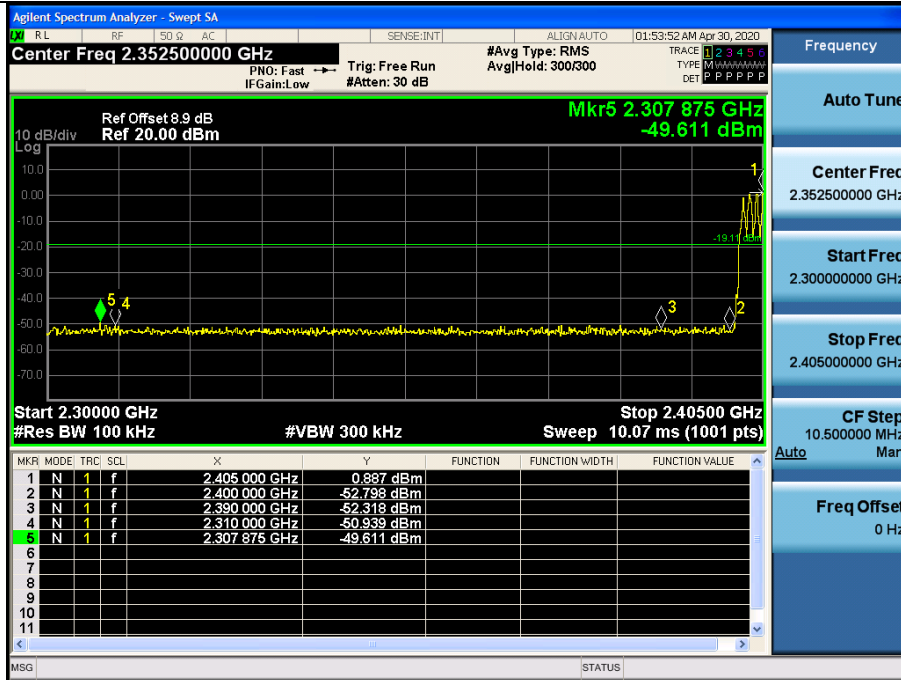 Agilent Spectrum Analyzer - Swept SA
LXI RL RF 50 Ω AC SENSE:INT ALIGN AUTO 01:53:52 AM Apr 30, 2020
Center Freq 2.352500000 GHz
PNO: Fast
IFGain:Low
Trig: Free Run
#Atten: 30 dB
#Avg Type: RMS
Avg|Hold: 300/300
TRACE 1 2 3 4 5 6
TYPE M
DET P P P P P P
Frequency
Mkr5 2.307 875 GHz
-49.611 dBm
Ref Offset 8.9 dB
10 dB/div Ref 20.00 dBm
Log
10.0
0.00
-10.0
-20.0
-30.0
-40.0
-50.0
-60.0
-70.0
1
-19.11 dBm
5 4
3
2
Start 2.30000 GHz Stop 2.40500 GHz
#Res BW 100 kHz #VBW 300 kHz Sweep 10.07 ms (1001 pts)
MKR MODE TRC SCL X Y FUNCTION FUNCTION WIDTH FUNCTION VALUE
1 N 1 f 2.405 000 GHz 0.887 dBm
2 N 1 f 2.400 000 GHz -52.798 dBm
3 N 1 f 2.390 000 GHz -52.318 dBm
4 N 1 f 2.310 000 GHz -50.939 dBm
5 N 1 f 2.307 875 GHz -49.611 dBm
6
7
8
9
10
11
MSG STATUS
Auto Tune
Center Freq
2.352500000 GHz
Start Freq
2.300000000 GHz
Stop Freq
2.405000000 GHz
CF Step
10.500000 MHz
Auto Man
Freq Offset
0 Hz